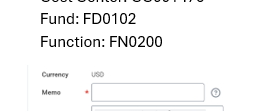 Fund: FD0102
Function: FN0200
Currency USD
Memo *